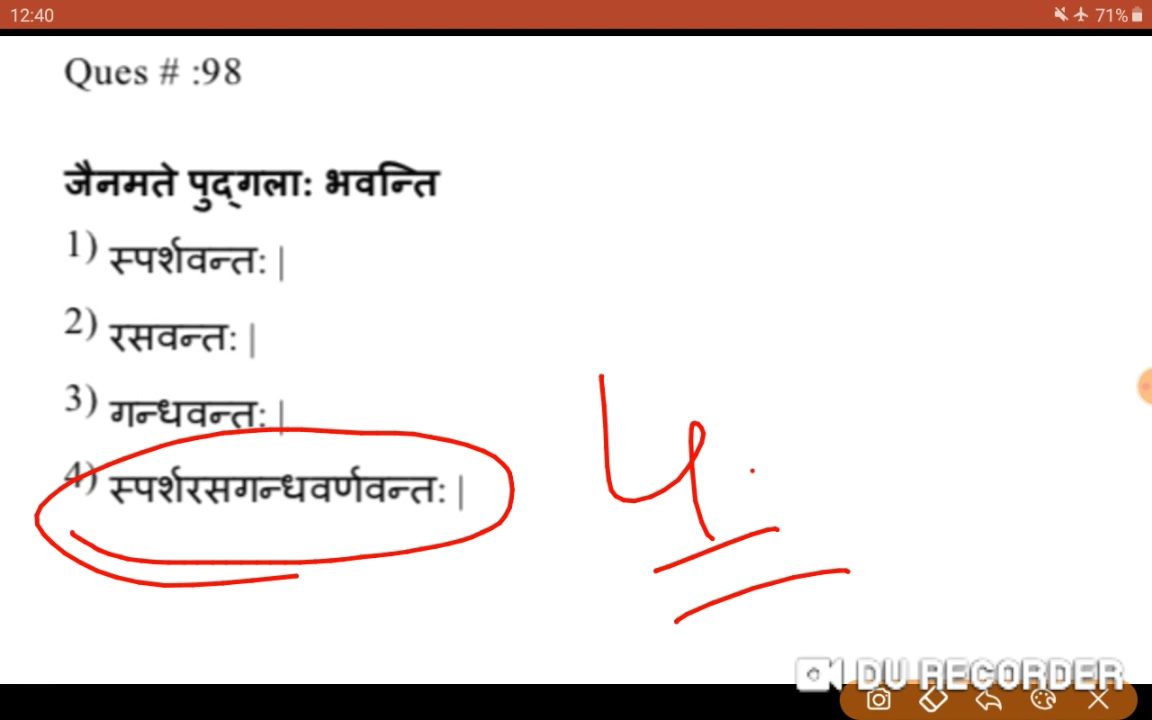 12:40
71%
Ques # :98
जैनमते पुद्गलाः भवन्ति
1) स्पर्शवन्तः |
2) रसवन्तः |
3) गन्धवन्तः |
4) स्पर्शरसगन्धवर्णवन्तः |
4
DU RECORDER